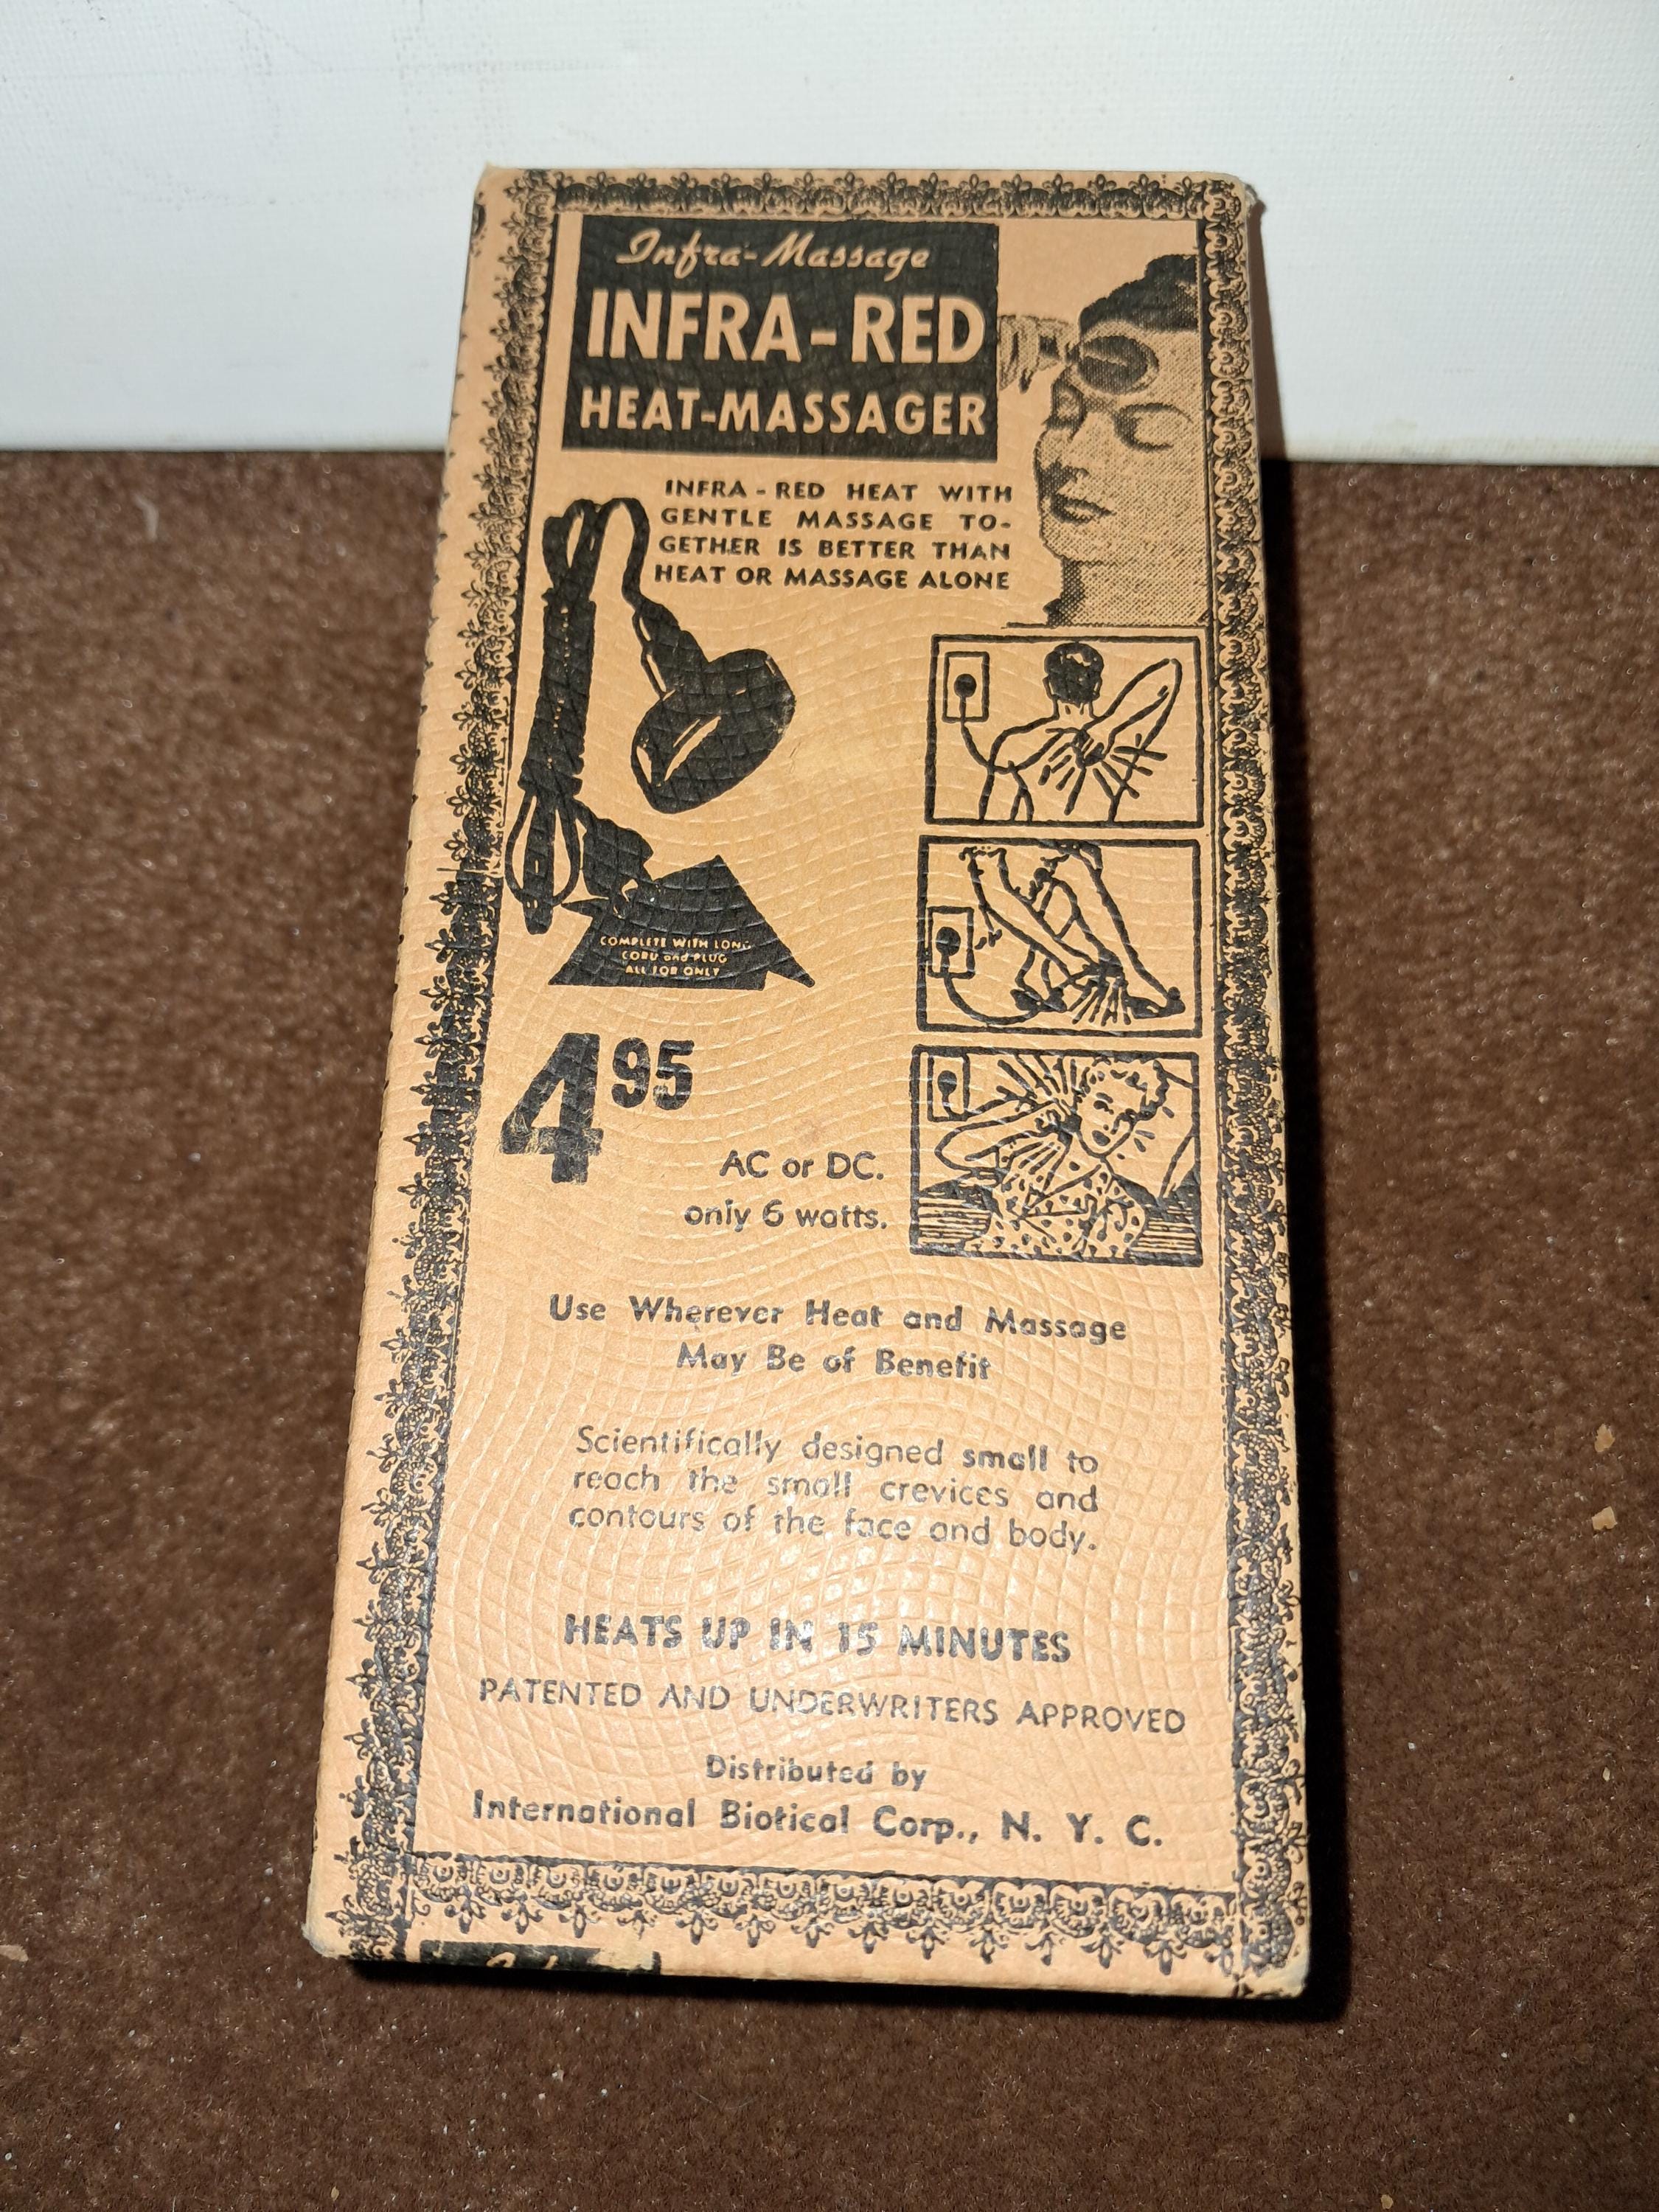 Infra-Massage
INFRA-RED
HEAT-MASSAGER
INFRA-RED HEAT WITH
GENTLE MASSAGE TO-
GETHER IS BETTER THAN
HEAT OR MASSAGE ALONE
COMPLETE WITH LONG
CORD and PLUG
ALL FOR ONLY
4 95
AC or DC.
only 6 watts.
Use Wherever Heat and Massage
May Be of Benefit
Scientifically designed small to
reach the small crevices and
contours of the face and body.
HEATS UP IN 15 MINUTES
PATENTED AND UNDERWRITERS APPROVED
Distributed by
International Biotical Corp., N. Y. C.